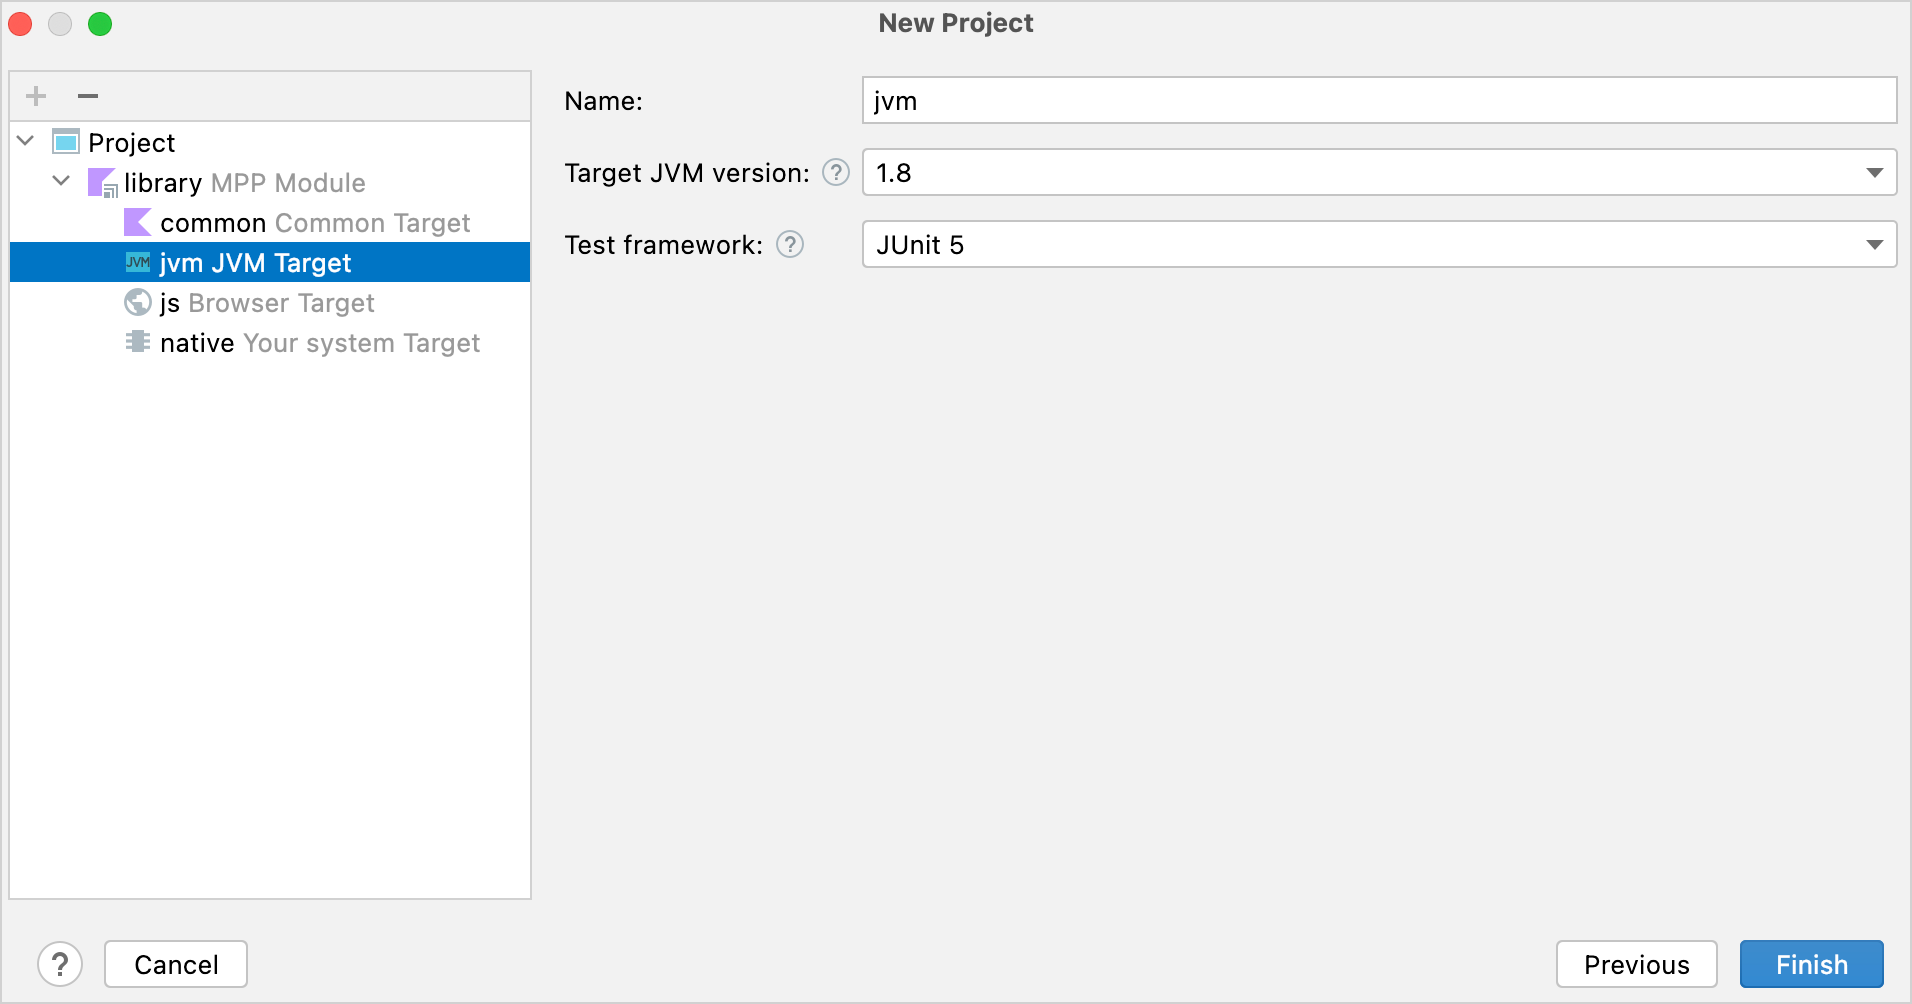 New Project
Project
library MPP Module
common Common Target
JVM jvm JVM Target
js Browser Target
native Your system Target
Name: jvm
Target JVM version: ? 1.8
Test framework: ? JUnit 5
? Cancel Previous Finish